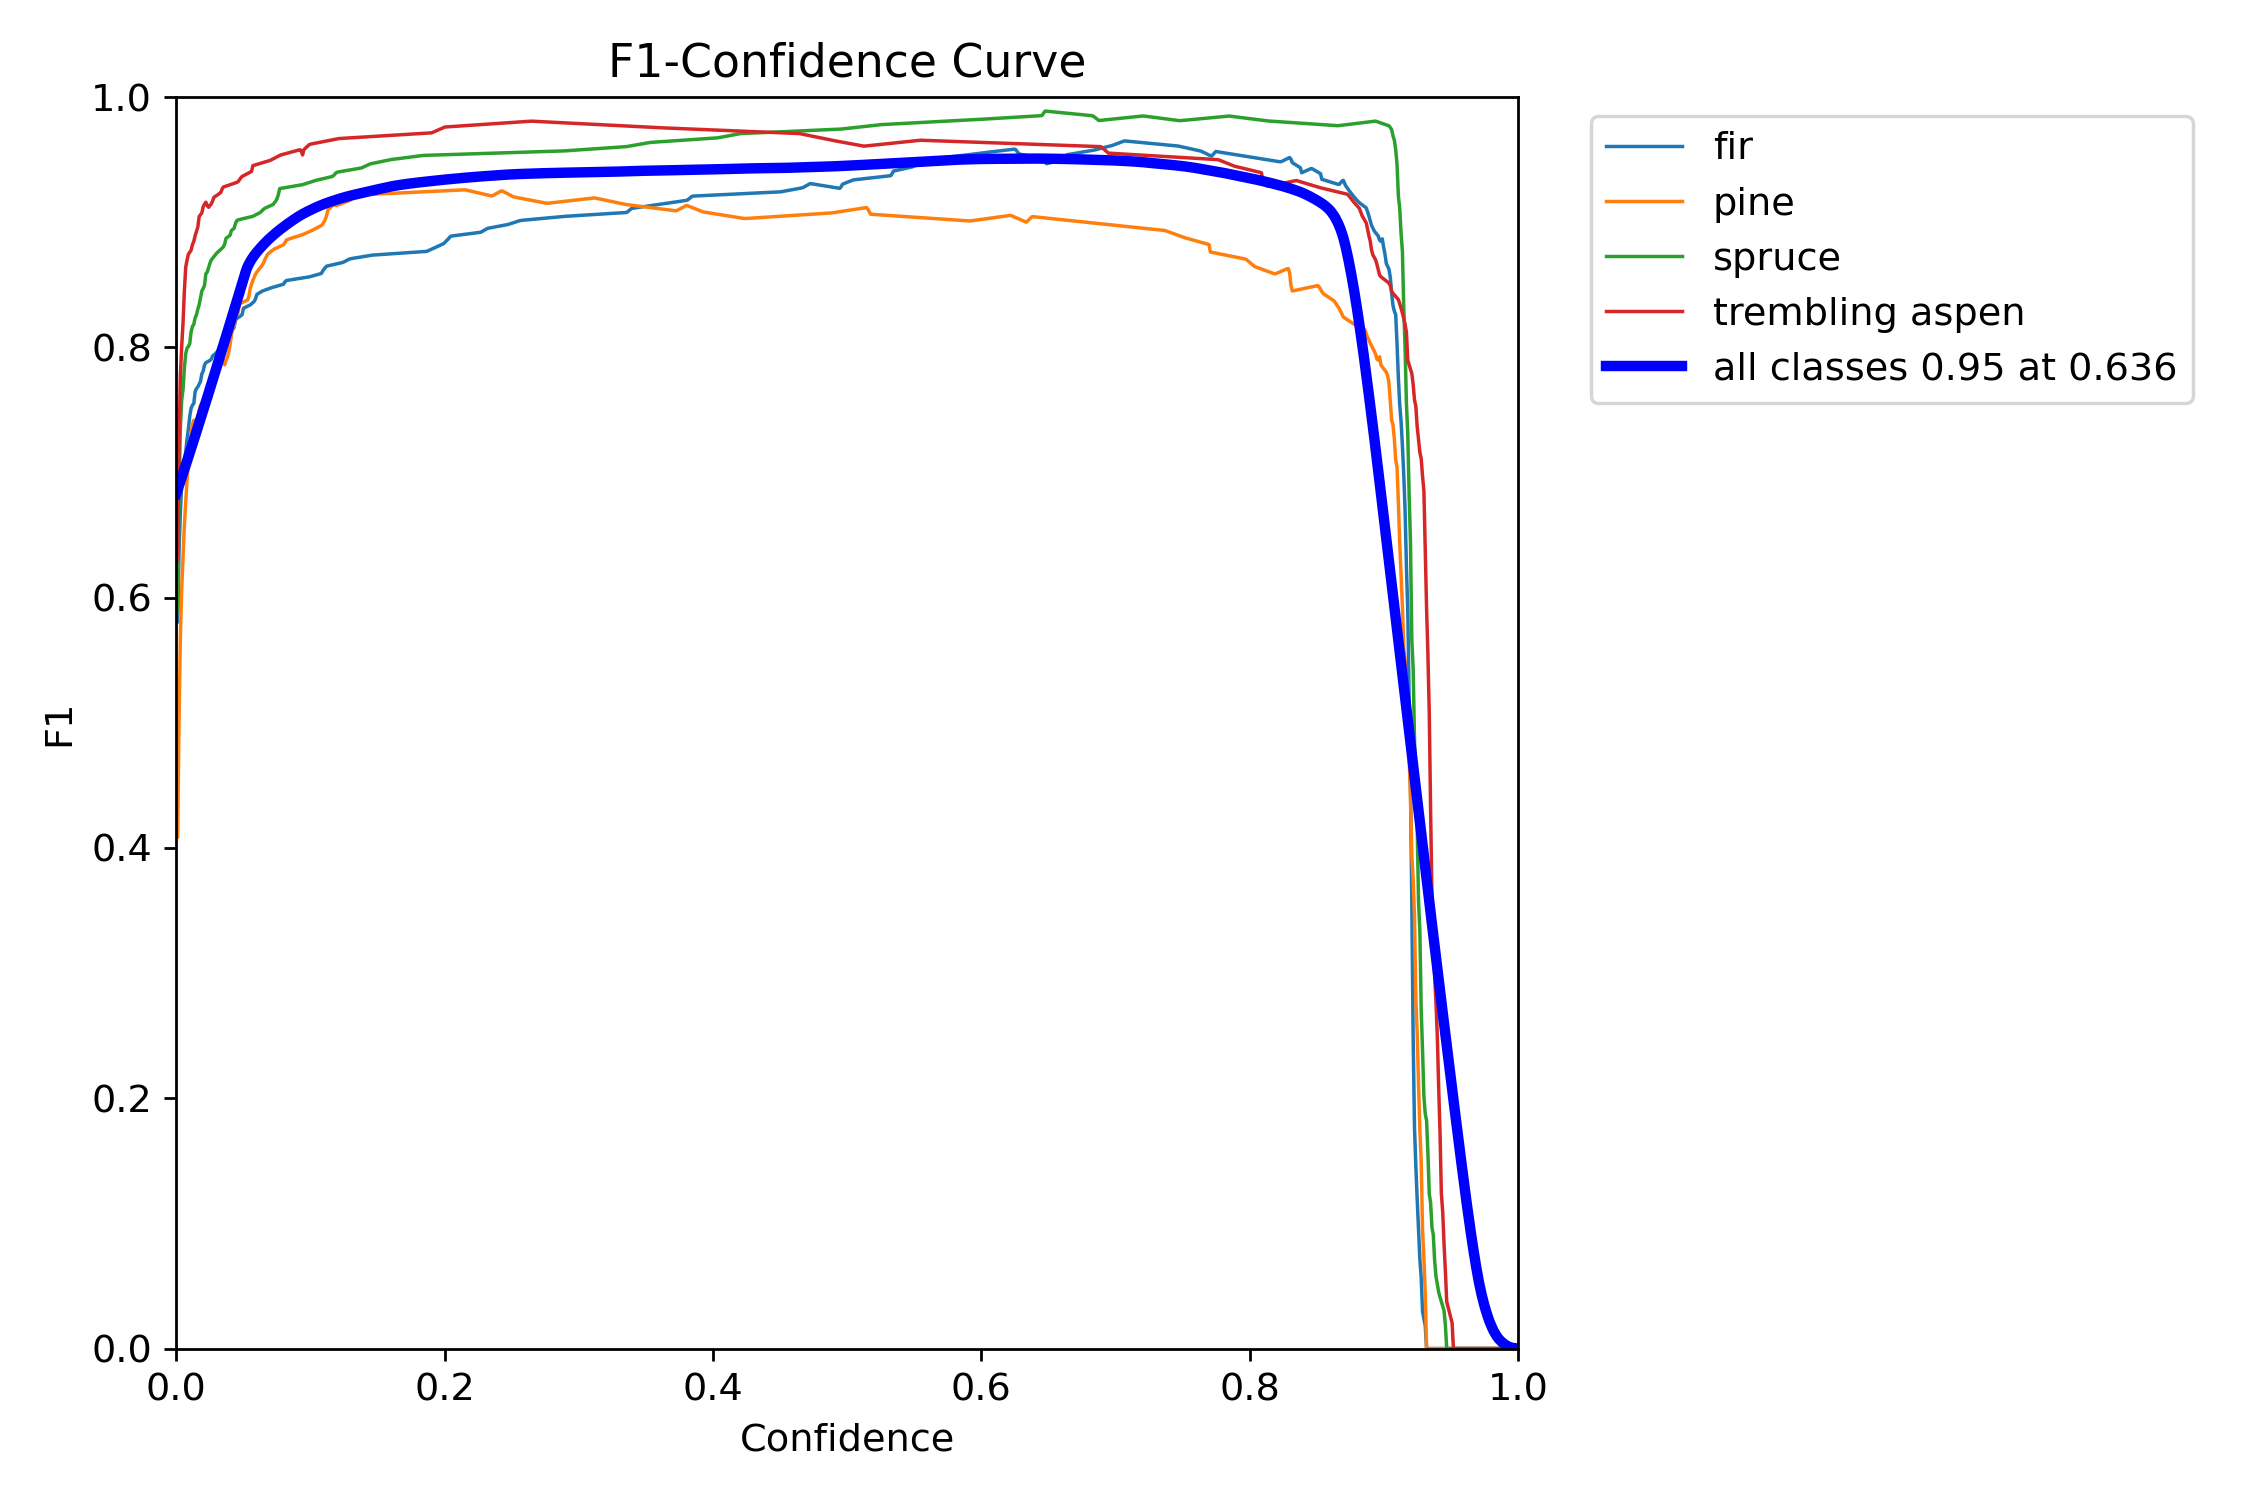 F1-Confidence Curve
1.0
0.8
0.6
0.4
0.2
0.0
F1
0.0 0.2 0.4 0.6 0.8 1.0
Confidence
fir
pine
spruce
trembling aspen
all classes 0.95 at 0.636